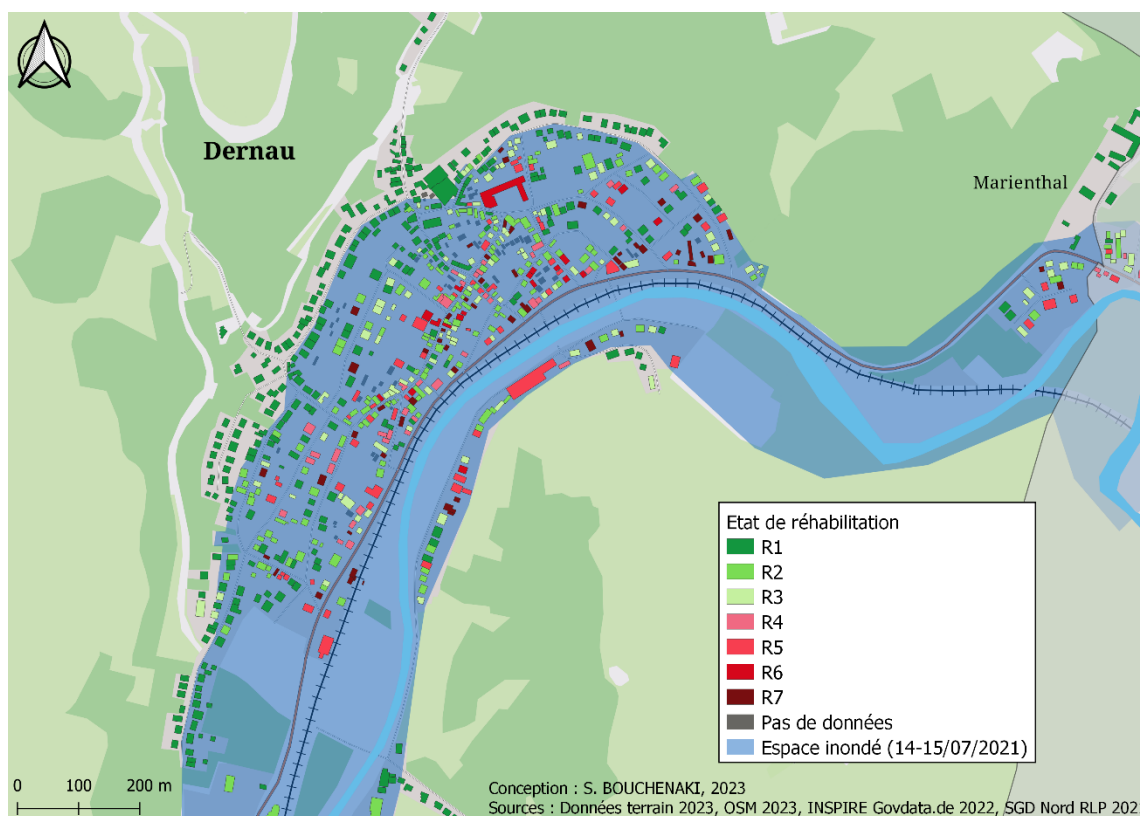 Dernau
Marienthal
Etat de réhabilitation
R1
R2
R3
R4
R5
R6
R7
Pas de données
Espace inondé (14-15/07/2021)
0 100 200 m
Conception : S. BOUCHENAKI, 2023
Sources : Données terrain 2023, OSM 2023, INSPIRE Govdata.de 2022, SGD Nord RLP 202